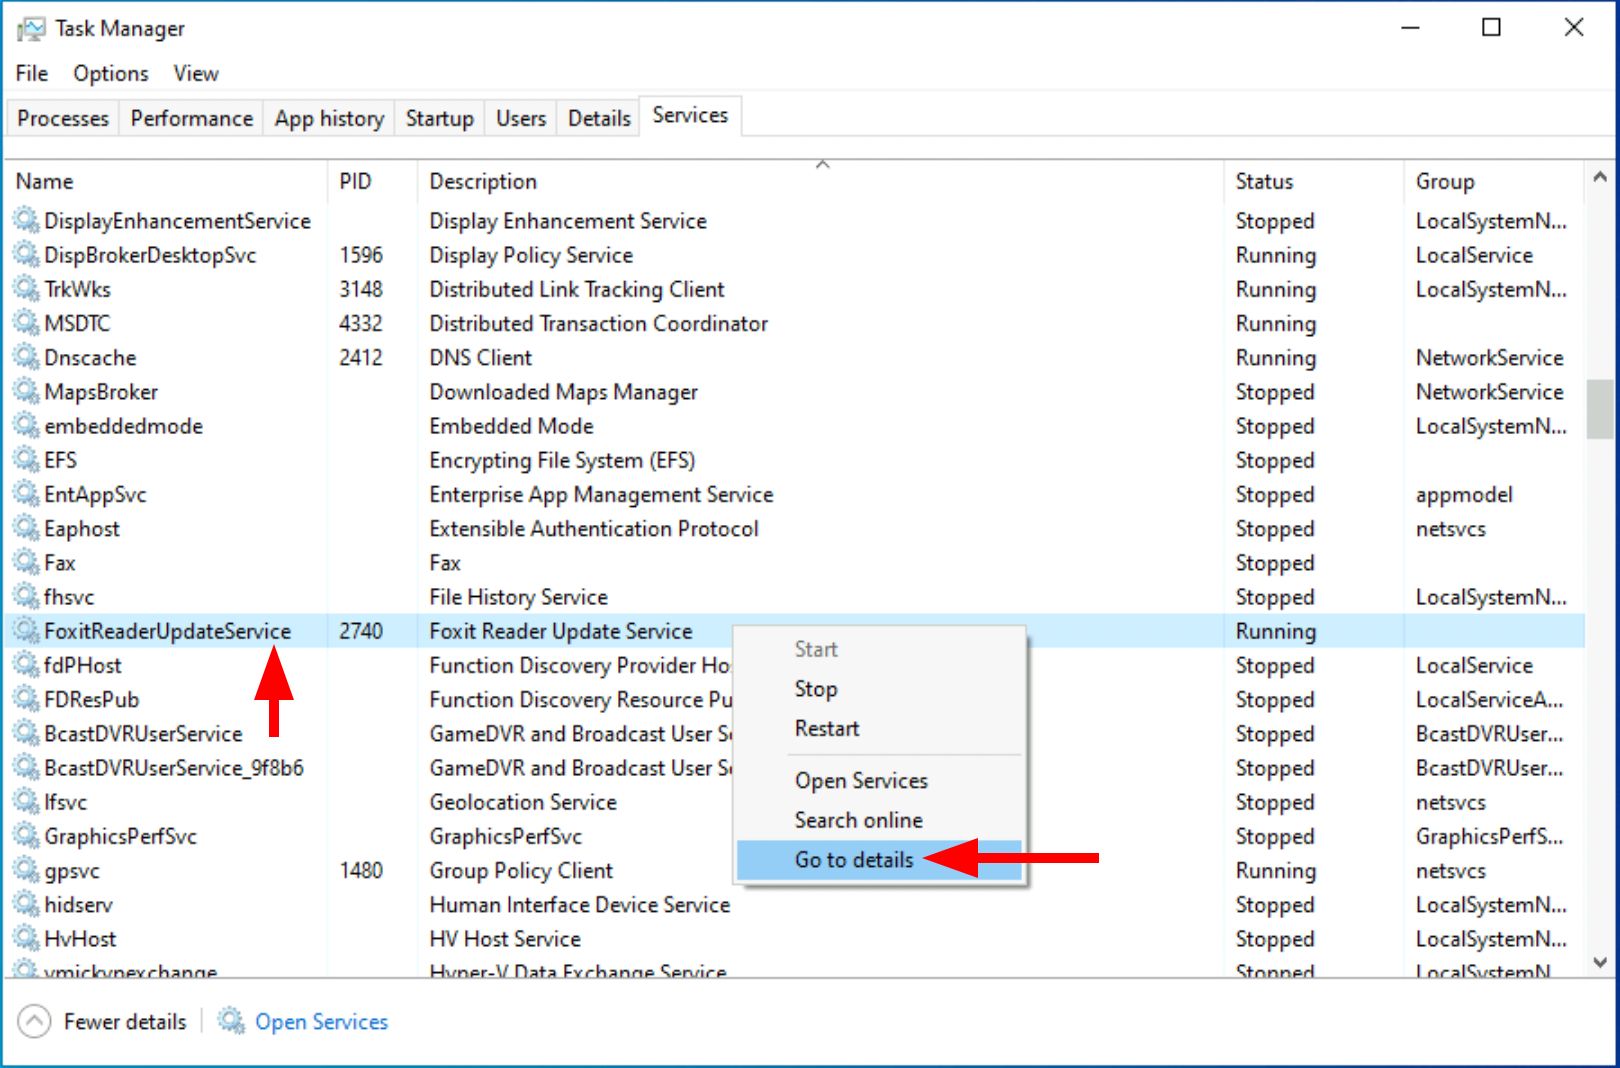 Task Manager
File Options View
Processes Performance App history Startup Users Details Services
Name PID Description Status Group
DisplayEnhancementService Display Enhancement Service Stopped LocalSystemN...
DispBrokerDesktopSvc 1596 Display Policy Service Running LocalService
TrkWks 3148 Distributed Link Tracking Client Running LocalSystemN...
MSDTC 4332 Distributed Transaction Coordinator Running
Dnscache 2412 DNS Client Running NetworkService
MapsBroker Downloaded Maps Manager Stopped NetworkService
embeddedmode Embedded Mode Stopped LocalSystemN...
EFS Encrypting File System (EFS) Stopped
EntAppSvc Enterprise App Management Service Stopped appmodel
Eaphost Extensible Authentication Protocol Stopped netsvcs
Fax Fax Stopped
fhsvc File History Service Stopped LocalSystemN...
FoxitReaderUpdateService 2740 Foxit Reader Update Service Running
fdPHost Function Discovery Provider Ho Stopped LocalService
FDResPub Function Discovery Resource Pu Stopped LocalServiceA...
BcastDVRUserService GameDVR and Broadcast User S Stopped BcastDVRUser...
BcastDVRUserService_9f8b6 GameDVR and Broadcast User S Stopped BcastDVRUser...
lfsvc Geolocation Service Stopped netsvcs
GraphicsPerfSvc GraphicsPerfSvc Stopped GraphicsPerfS...
gpsvc 1480 Group Policy Client Running netsvcs
hidserv Human Interface Device Service Stopped LocalSystemN...
HvHost HV Host Service Stopped LocalSystemN...
vmickvpexchange Hyper-V Data Exchange Service Stopped LocalSystemN
Start
Stop
Restart
Open Services
Search online
Go to details
Fewer details Open Services